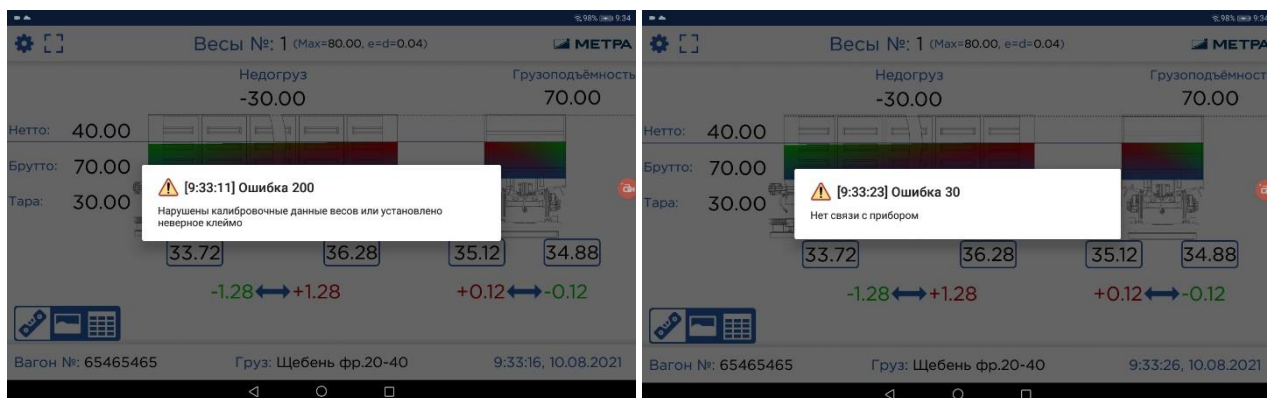 98% 9:34
Весы №: 1 (Max=80.00, e=d=0.04)
МЕТРА
Недогруз
Грузоподъёмность
-30.00
70.00
Нетто: 40.00
Брутто: 70.00
Тара: 30.00
[9:33:11] Ошибка 200
Нарушены калибровочные данные весов или установлено
неверное клеймо
33.72
36.28
35.12
34.88
-1.28 +1.28
+0.12 -0.12
Вагон №: 65465465
Груз: Щебень фр.20-40
9:33:16, 10.08.2021
98% 9:34
Весы №: 1 (Max=80.00, e=d=0.04)
МЕТРА
Недогруз
Грузоподъёмност
-30.00
70.00
Нетто: 40.00
Брутто: 70.00
Тара: 30.00
[9:33:23] Ошибка 30
Нет связи с прибором
33.72
36.28
35.12
34.88
-1.28 +1.28
+0.12 -0.12
Вагон №: 65465465
Груз: Щебень фр.20-40
9:33:26, 10.08.2021